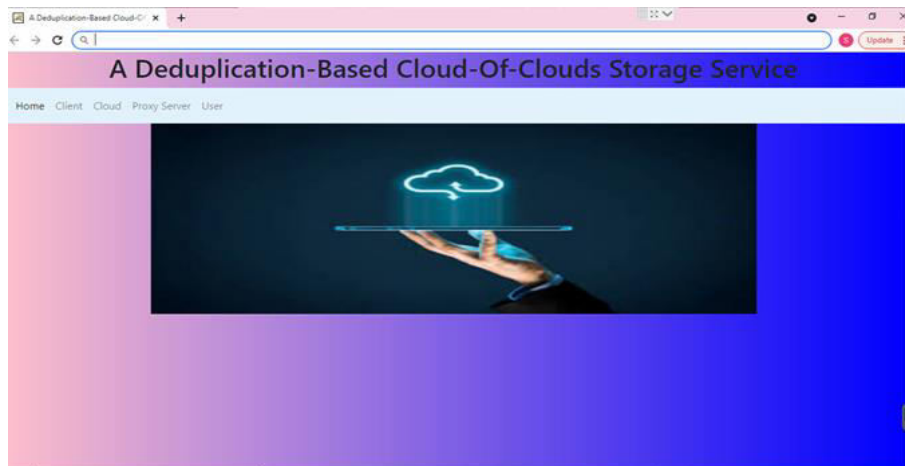 A Deduplication-Based Cloud-C
Update
A Deduplication-Based Cloud-Of-Clouds Storage Service
Home Client Cloud Proxy Server User